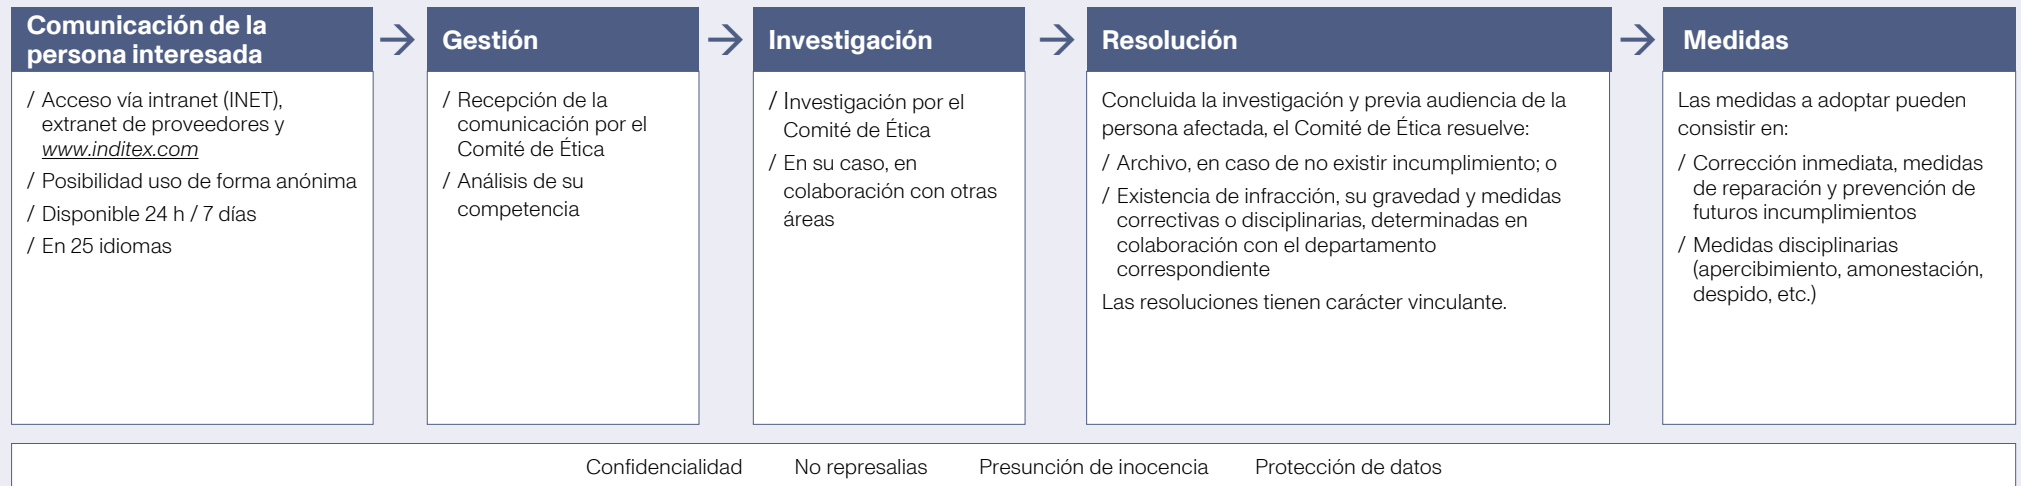 Comunicación de la
persona interesada
/ Acceso vía intranet (INET),
extranet de proveedores y
www.inditex.com
/ Posibilidad uso de forma anónima
/ Disponible 24 h / 7 días
/ En 25 idiomas
Gestión
/ Recepción de la
comunicación por el
Comité de Ética
/ Análisis de su
competencia
Investigación
/ Investigación por el
Comité de Ética
/ En su caso, en
colaboración con otras
áreas
Resolución
Concluida la investigación y previa audiencia de la
persona afectada, el Comité de Ética resuelve:
/ Archivo, en caso de no existir incumplimiento; o
/ Existencia de infracción, su gravedad y medidas
correctivas o disciplinarias, determinadas en
colaboración con el departamento
correspondiente
Las resoluciones tienen carácter vinculante.
Medidas
Las medidas a adoptar pueden
consistir en:
/ Corrección inmediata, medidas
de reparación y prevención de
futuros incumplimientos
/ Medidas disciplinarias
(apercibimiento, amonestación,
despido, etc.)
Confidencialidad No represalias Presunción de inocencia Protección de datos